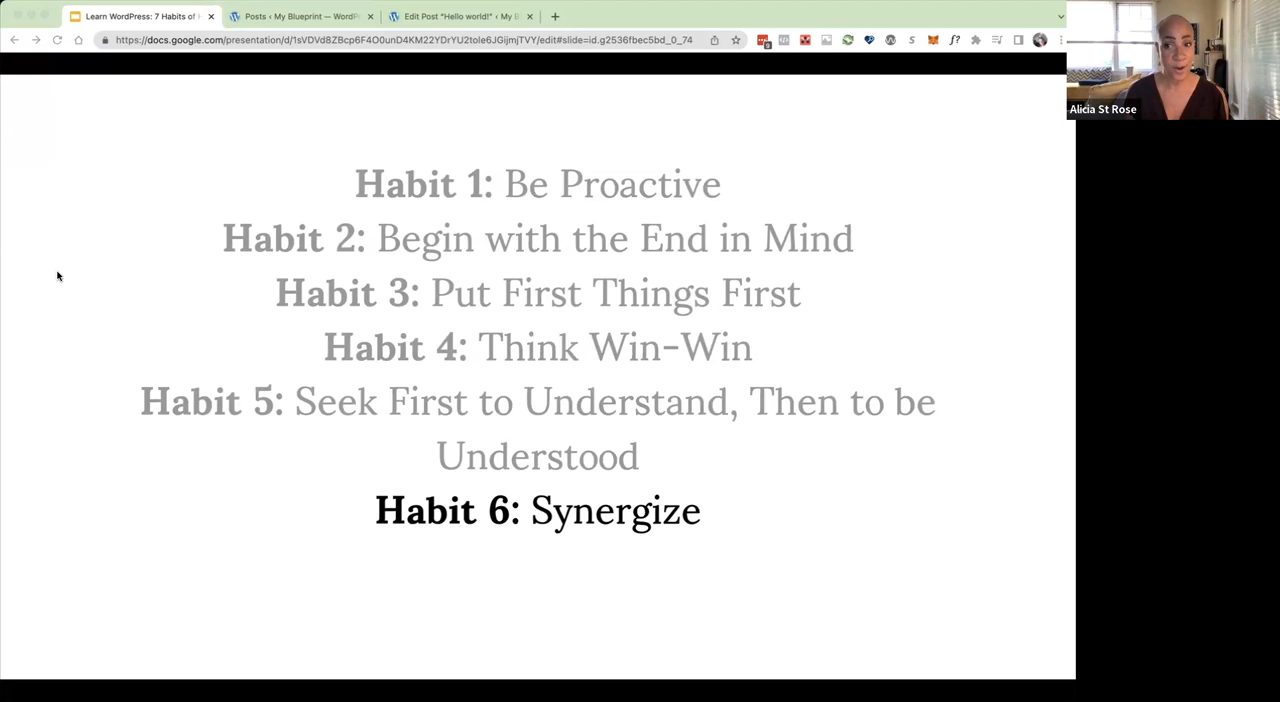 Learn WordPress: 7 Habits of H
Posts ‹ My Blueprint — WordPr
Edit Post "Hello world!" ‹ My B
https://docs.google.com/presentation/d/1sVDVd8ZBcp6F4O0unD4KM22YDrYU2tole6JGijmjTVY/edit#slide=id.g2536fbec5bd_0_74
Alicia St Rose
Habit 1: Be Proactive
Habit 2: Begin with the End in Mind
Habit 3: Put First Things First
Habit 4: Think Win-Win
Habit 5: Seek First to Understand, Then to be
Understood
Habit 6: Synergize